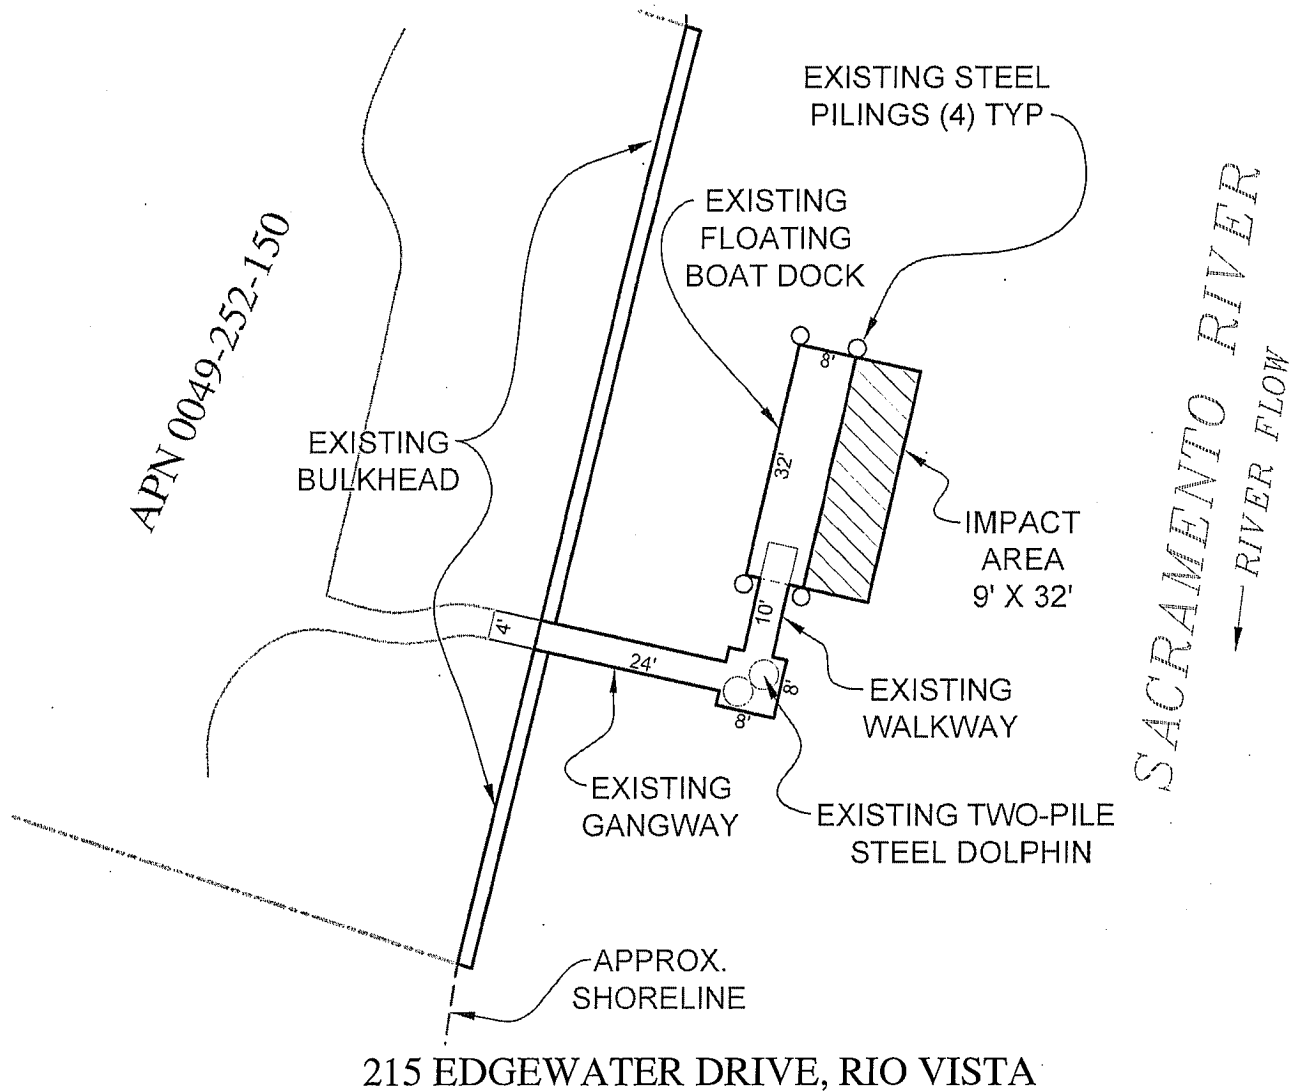 EXISTING STEEL
PILINGS (4) TYP
EXISTING
FLOATING
BOAT DOCK
APN 0049-252-150
SACRAMENTO RIVER
RIVER FLOW
8'
32'
EXISTING
BULKHEAD
IMPACT
AREA
9' X 32'
10'
4'
24'
8'
8'
EXISTING
WALKWAY
EXISTING
GANGWAY
EXISTING TWO-PILE
STEEL DOLPHIN
APPROX.
SHORELINE
215 EDGEWATER DRIVE, RIO VISTA